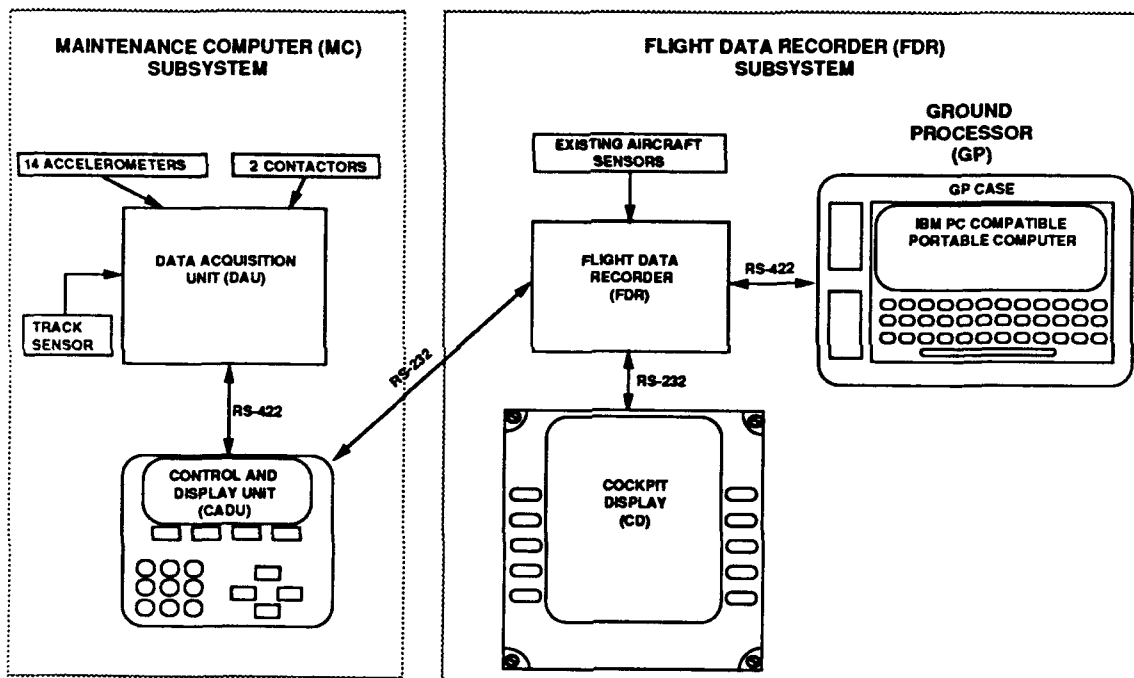 MAINTENANCE COMPUTER (MC)
SUBSYSTEM
14 ACCELEROMETERS
2 CONTACTORS
DATA ACQUISITION
UNIT (DAU)
TRACK
SENSOR
RS-422
CONTROL AND
DISPLAY UNIT
(CADU)
RS-232
FLIGHT DATA RECORDER (FDR)
SUBSYSTEM
EXISTING AIRCRAFT
SENSORS
FLIGHT DATA
RECORDER
(FDR)
RS-422
RS-232
COCKPIT
DISPLAY
(CD)
GROUND
PROCESSOR
(GP)
GP CASE
IBM PC COMPATIBLE
PORTABLE COMPUTER